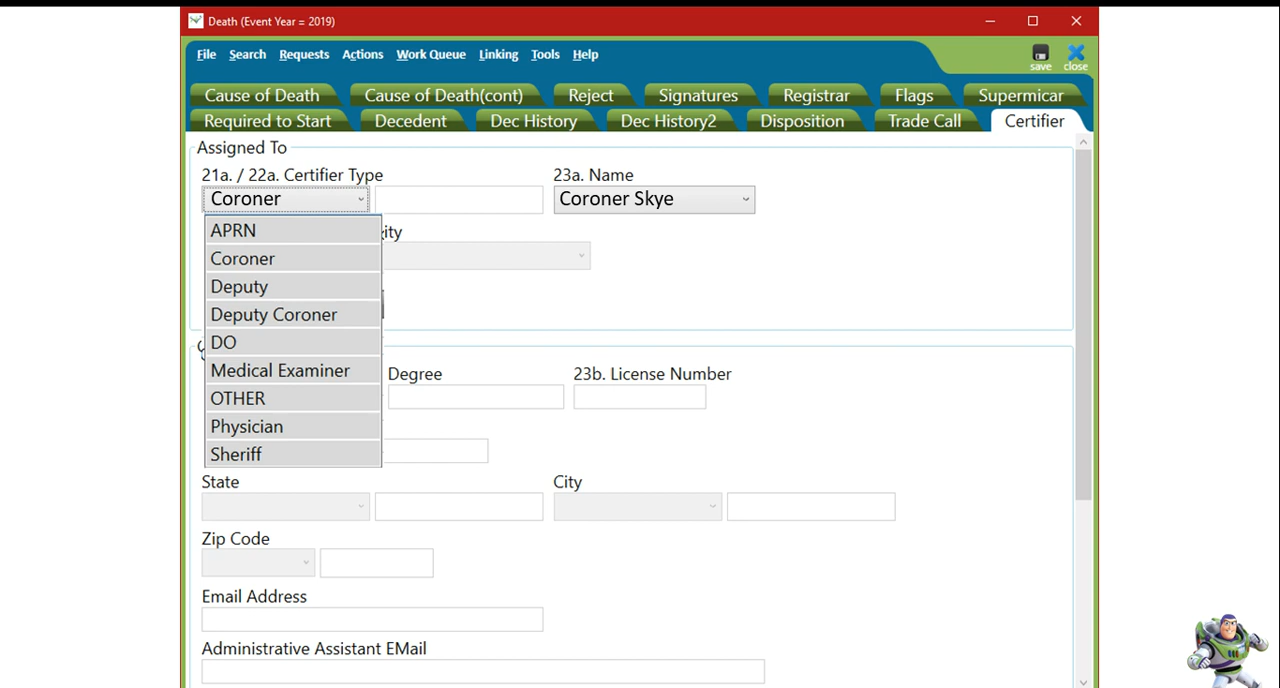 Death (Event Year = 2019)
File Search Requests Actions Work Queue Linking Tools Help
save close
Cause of Death Cause of Death(cont) Reject Signatures Registrar Flags Supermicar
Required to Start Decedent Dec History Dec History2 Disposition Trade Call Certifier
Assigned To
21a. / 22a. Certifier Type 23a. Name
Coroner Coroner Skye
APRN
Coroner
Deputy
Deputy Coroner
DO
Medical Examiner
OTHER
Physician
Sheriff
Degree 23b. License Number
State City
Zip Code
Email Address
Administrative Assistant EMail